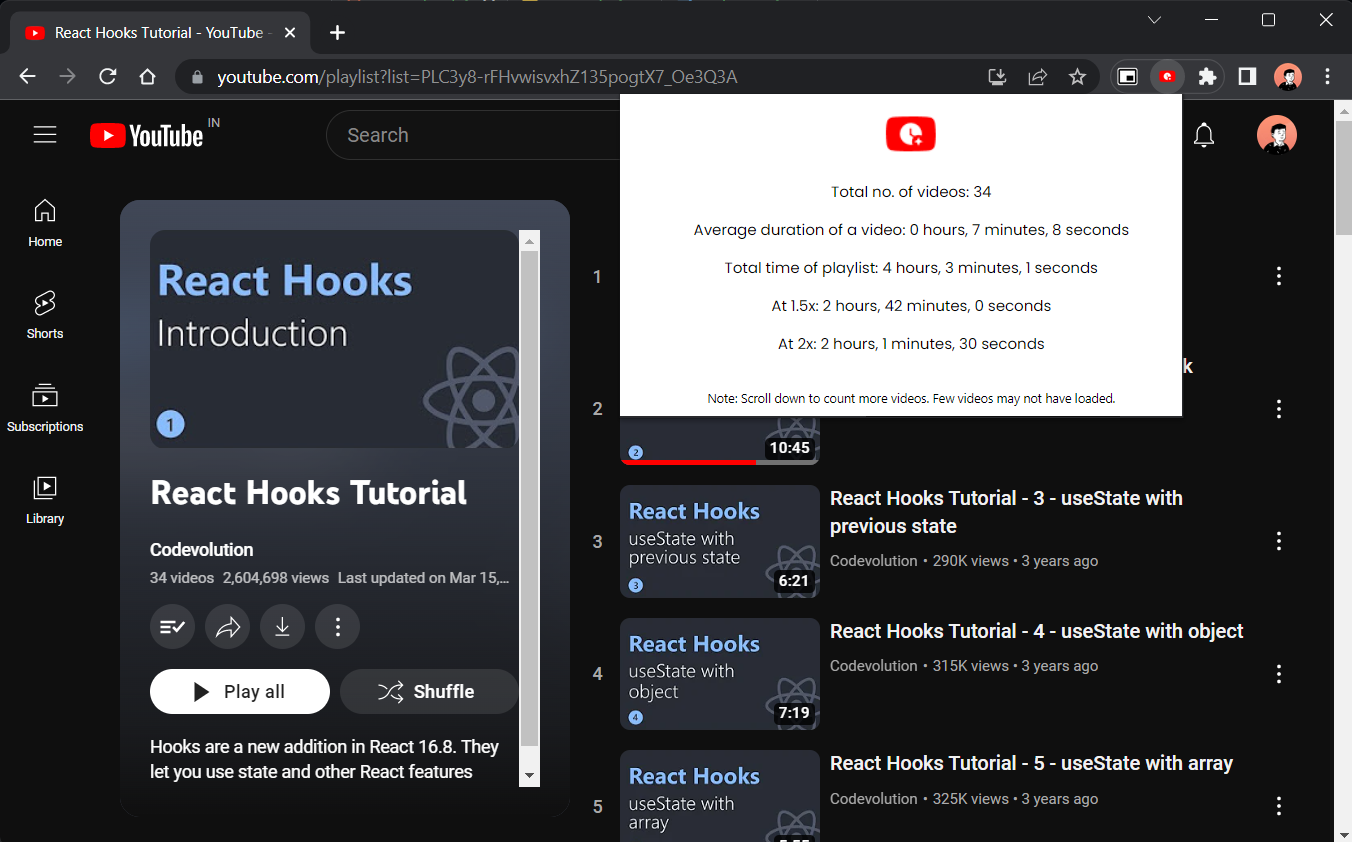 React Hooks Tutorial - YouTube -
youtube.com/playlist?list=PLC3y8-rFHvwisvxhZ135pogtX7_Oe3Q3A
YouTube IN
Search
Home
Shorts
Subscriptions
Library
React Hooks
Introduction
1
React Hooks Tutorial
Codevolution
34 videos 2,604,698 views Last updated on Mar 15,...
Play all
Shuffle
Hooks are a new addition in React 16.8. They
let you use state and other React features
Total no. of videos: 34
Average duration of a video: 0 hours, 7 minutes, 8 seconds
Total time of playlist: 4 hours, 3 minutes, 1 seconds
At 1.5x: 2 hours, 42 minutes, 0 seconds
At 2x: 2 hours, 1 minutes, 30 seconds
Note: Scroll down to count more videos. Few videos may not have loaded.
1
k
2
2
10:45
3
React Hooks
useState with
previous state
3
6:21
React Hooks Tutorial - 3 - useState with
previous state
Codevolution • 290K views • 3 years ago
4
React Hooks
useState with
object
4
7:19
React Hooks Tutorial - 4 - useState with object
Codevolution • 315K views • 3 years ago
5
React Hooks
useState with
array
React Hooks Tutorial - 5 - useState with array
Codevolution • 325K views • 3 years ago